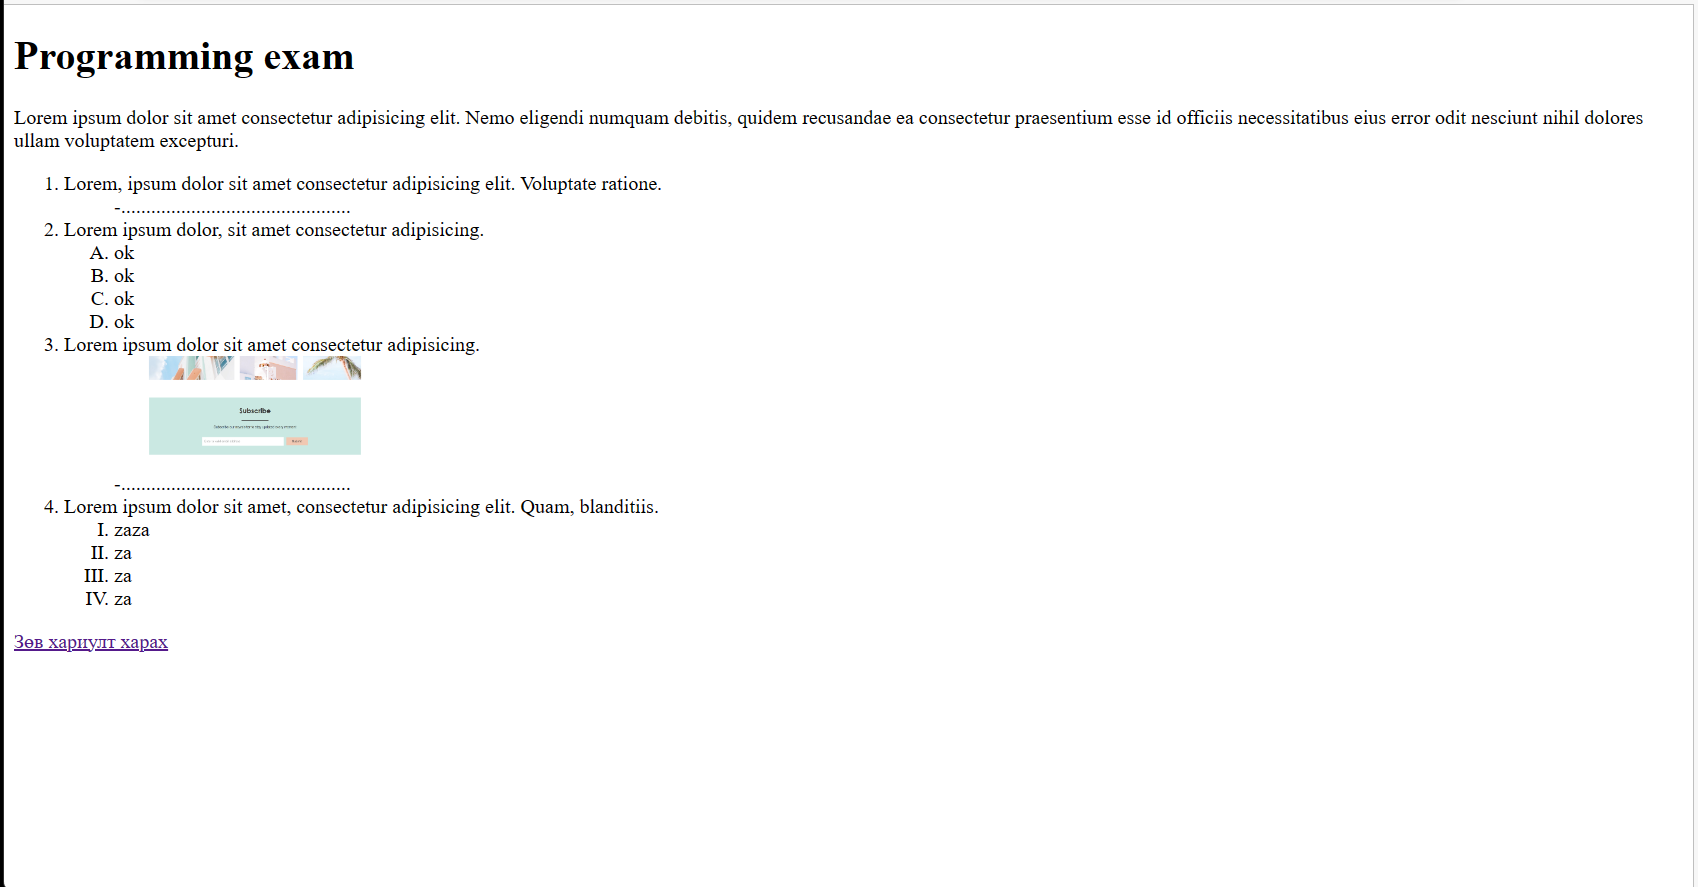 Programming exam
Lorem ipsum dolor sit amet consectetur adipisicing elit. Nemo eligendi numquam debitis, quidem recusandae ea consectetur praesentium esse id officiis necessitatibus eius error odit nesciunt nihil dolores
ullam voluptatem excepturi.
1. Lorem, ipsum dolor sit amet consectetur adipisicing elit. Voluptate ratione.
-..............................................
2. Lorem ipsum dolor, sit amet consectetur adipisicing.
A. ok
B. ok
C. ok
D. ok
3. Lorem ipsum dolor sit amet consectetur adipisicing.
Subscribe
-..............................................
4. Lorem ipsum dolor sit amet, consectetur adipisicing elit. Quam, blanditiis.
I. zaza
II. za
III. za
IV. za
Зөв хариулт харах